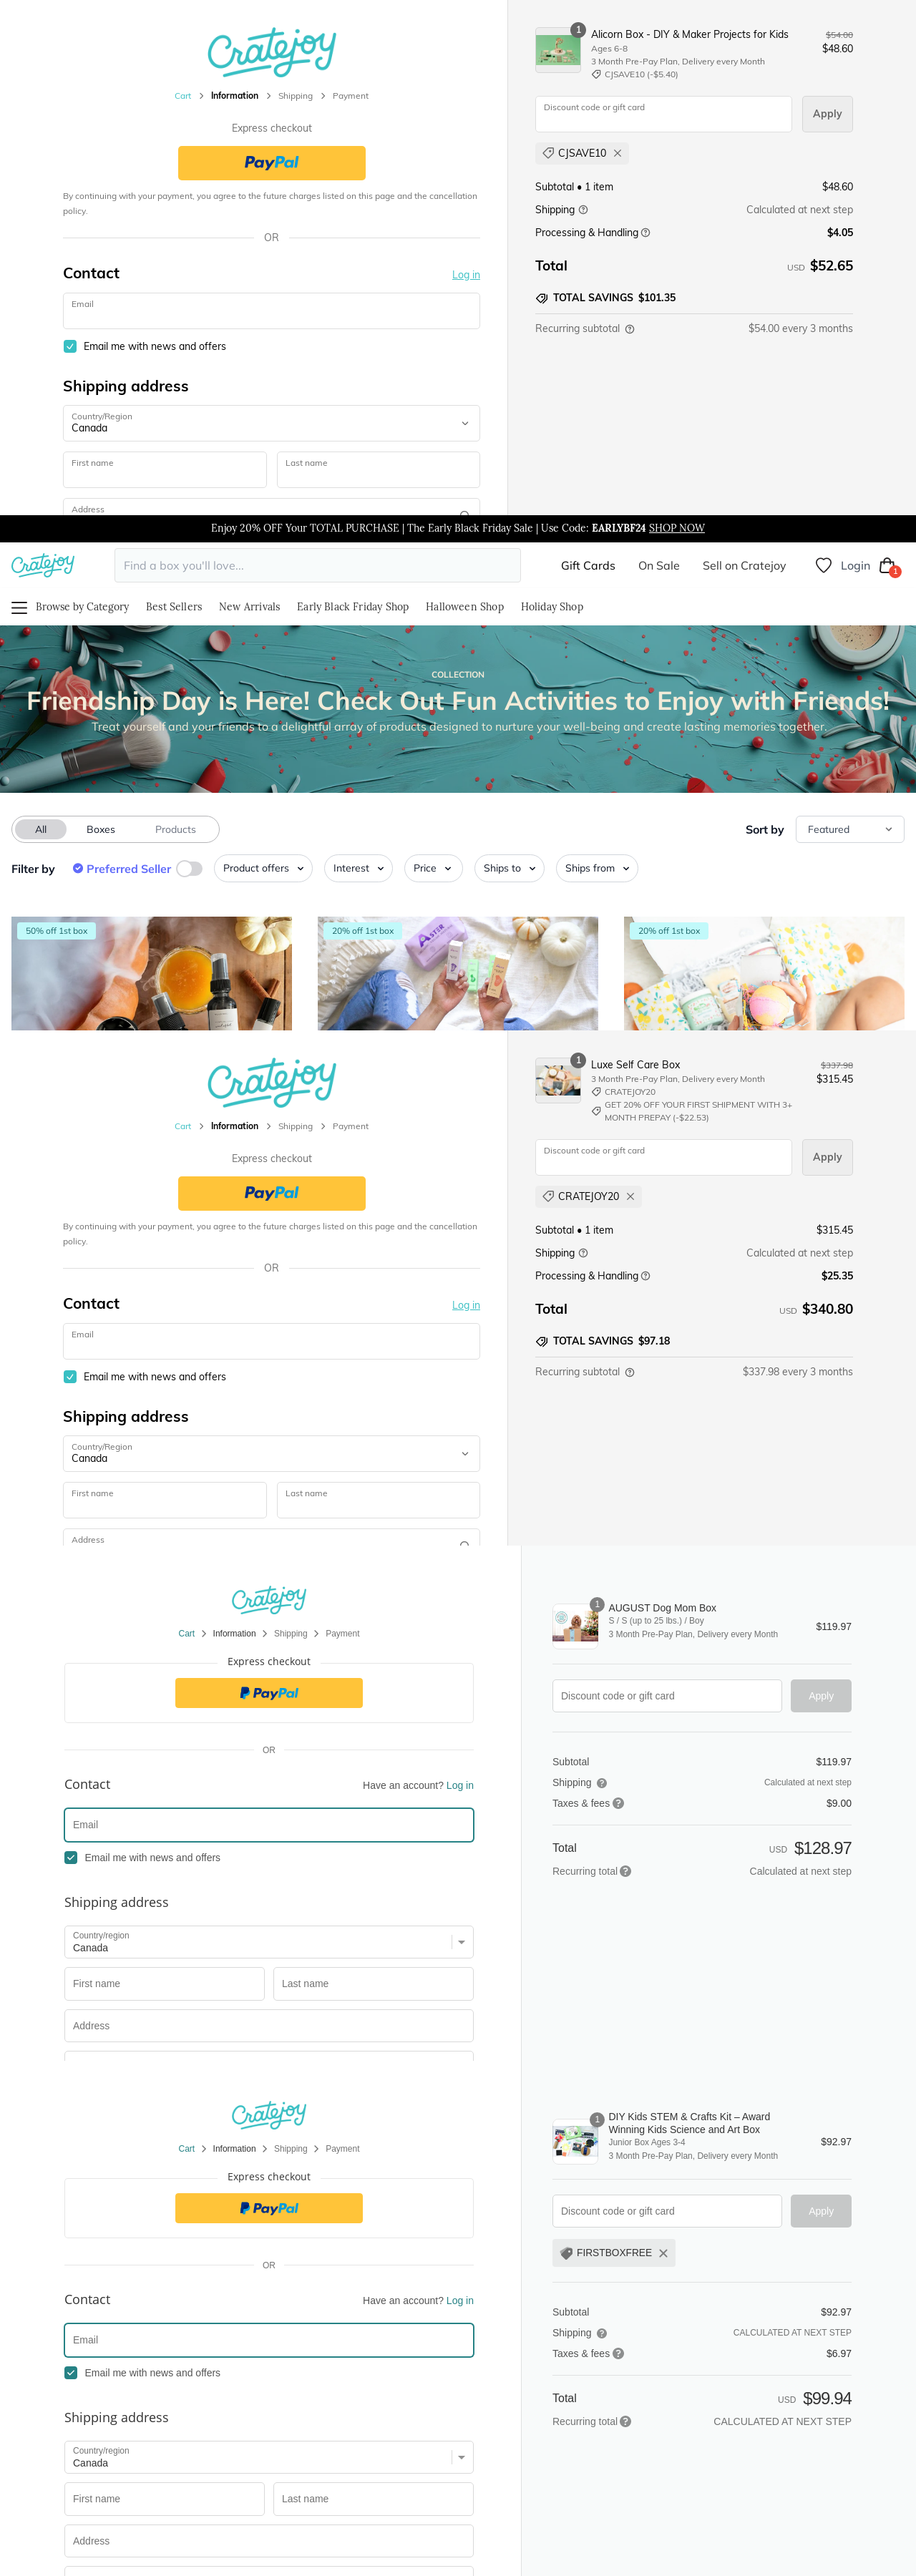 Cratejoy
Cart > Information > Shipping > Payment
Express checkout
PayPal
By continuing with your payment, you agree to the future charges listed on this page and the cancellation
policy.
OR
Contact
Log in
Email
Email me with news and offers
Shipping address
Country/Region
Canada
First name
Last name
Address
1
Alicorn Box - DIY & Maker Projects for Kids
$54.00
Ages 6-8
$48.60
3 Month Pre-Pay Plan, Delivery every Month
CJSAVE10 (-$5.40)
Discount code or gift card
Apply
CJSAVE10
Subtotal • 1 item $48.60
Shipping Calculated at next step
Processing & Handling $4.05
Total USD $52.65
TOTAL SAVINGS $101.35
Recurring subtotal $54.00 every 3 months
Enjoy 20% OFF Your TOTAL PURCHASE | The Early Black Friday Sale | Use Code: EARLYBF24 SHOP NOW
Cratejoy
Find a box you'll love...
Gift Cards
On Sale
Sell on Cratejoy
Login
1
Browse by Category
Best Sellers
New Arrivals
Early Black Friday Shop
Halloween Shop
Holiday Shop
COLLECTION
Friendship Day is Here! Check Out Fun Activities to Enjoy with Friends!
Treat yourself and your friends to a delightful array of products designed to nurture your well-being and create lasting memories together.
All
Boxes
Products
Sort by
Featured
Filter by
Preferred Seller
Product offers
Interest
Price
Ships to
Ships from
50% off 1st box
20% off 1st box
20% off 1st box
ASTER
Cratejoy
Cart > Information > Shipping > Payment
Express checkout
PayPal
By continuing with your payment, you agree to the future charges listed on this page and the cancellation
policy.
OR
Contact
Log in
Email
Email me with news and offers
Shipping address
Country/Region
Canada
First name
Last name
Address
1
Luxe Self Care Box
$337.98
3 Month Pre-Pay Plan, Delivery every Month
$315.45
CRATEJOY20
GET 20% OFF YOUR FIRST SHIPMENT WITH 3+
MONTH PREPAY (-$22.53)
Discount code or gift card
Apply
CRATEJOY20
Subtotal • 1 item $315.45
Shipping Calculated at next step
Processing & Handling $25.35
Total USD $340.80
TOTAL SAVINGS $97.18
Recurring subtotal $337.98 every 3 months
Cratejoy
Cart > Information > Shipping > Payment
Express checkout
PayPal
OR
Contact
Have an account? Log in
Email
Email me with news and offers
Shipping address
Country/region
Canada
First name
Last name
Address
1
AUGUST Dog Mom Box
S / S (up to 25 lbs.) / Boy
3 Month Pre-Pay Plan, Delivery every Month
$119.97
Discount code or gift card
Apply
Subtotal $119.97
Shipping Calculated at next step
Taxes & fees $9.00
Total USD $128.97
Recurring total Calculated at next step
Cratejoy
Cart > Information > Shipping > Payment
Express checkout
PayPal
OR
Contact
Have an account? Log in
Email
Email me with news and offers
Shipping address
Country/region
Canada
First name
Last name
Address
1
DIY Kids STEM & Crafts Kit – Award
Winning Kids Science and Art Box
Junior Box Ages 3-4
3 Month Pre-Pay Plan, Delivery every Month
$92.97
Discount code or gift card
Apply
FIRSTBOXFREE
Subtotal $92.97
Shipping CALCULATED AT NEXT STEP
Taxes & fees $6.97
Total USD $99.94
Recurring total CALCULATED AT NEXT STEP